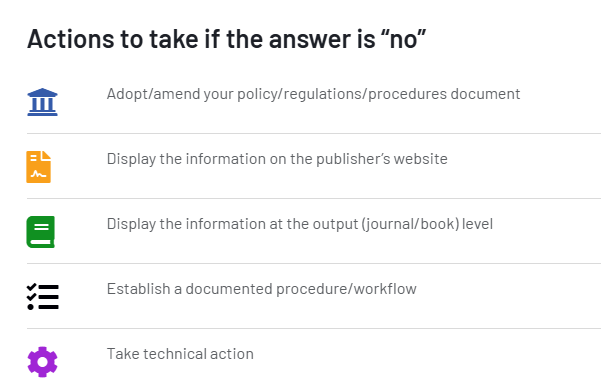 Actions to take if the answer is “no”
Adopt/amend your policy/regulations/procedures document
Display the information on the publisher’s website
Display the information at the output (journal/book) level
Establish a documented procedure/workflow
Take technical action